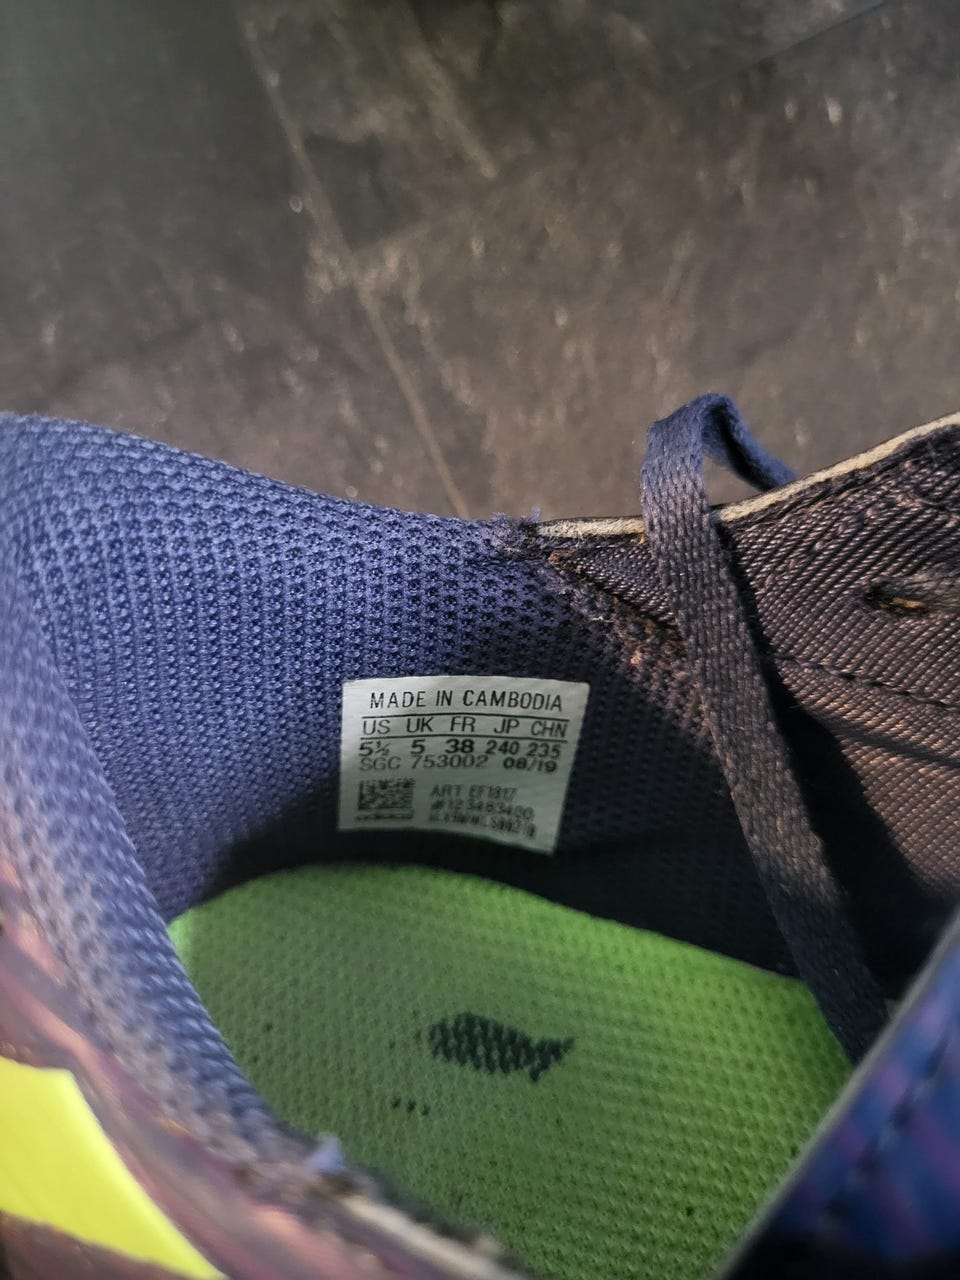 MADE IN CAMBODIA
US UK FR JP CHN
5½ 5 38 240 235
SGC 753002 08/19
ART EF1817